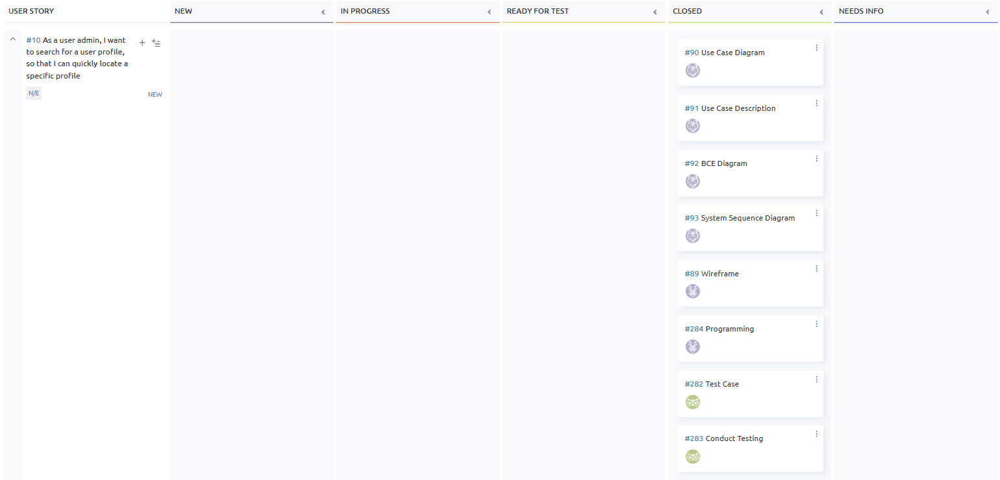 USER STORY
NEW
IN PROGRESS
READY FOR TEST
CLOSED
NEEDS INFO
#10 As a user admin, I want
to search for a user profile,
so that I can quickly locate a
specific profile
N/E
NEW
#90 Use Case Diagram
#91 Use Case Description
#92 BCE Diagram
#93 System Sequence Diagram
#89 Wireframe
#284 Programming
#282 Test Case
#283 Conduct Testing